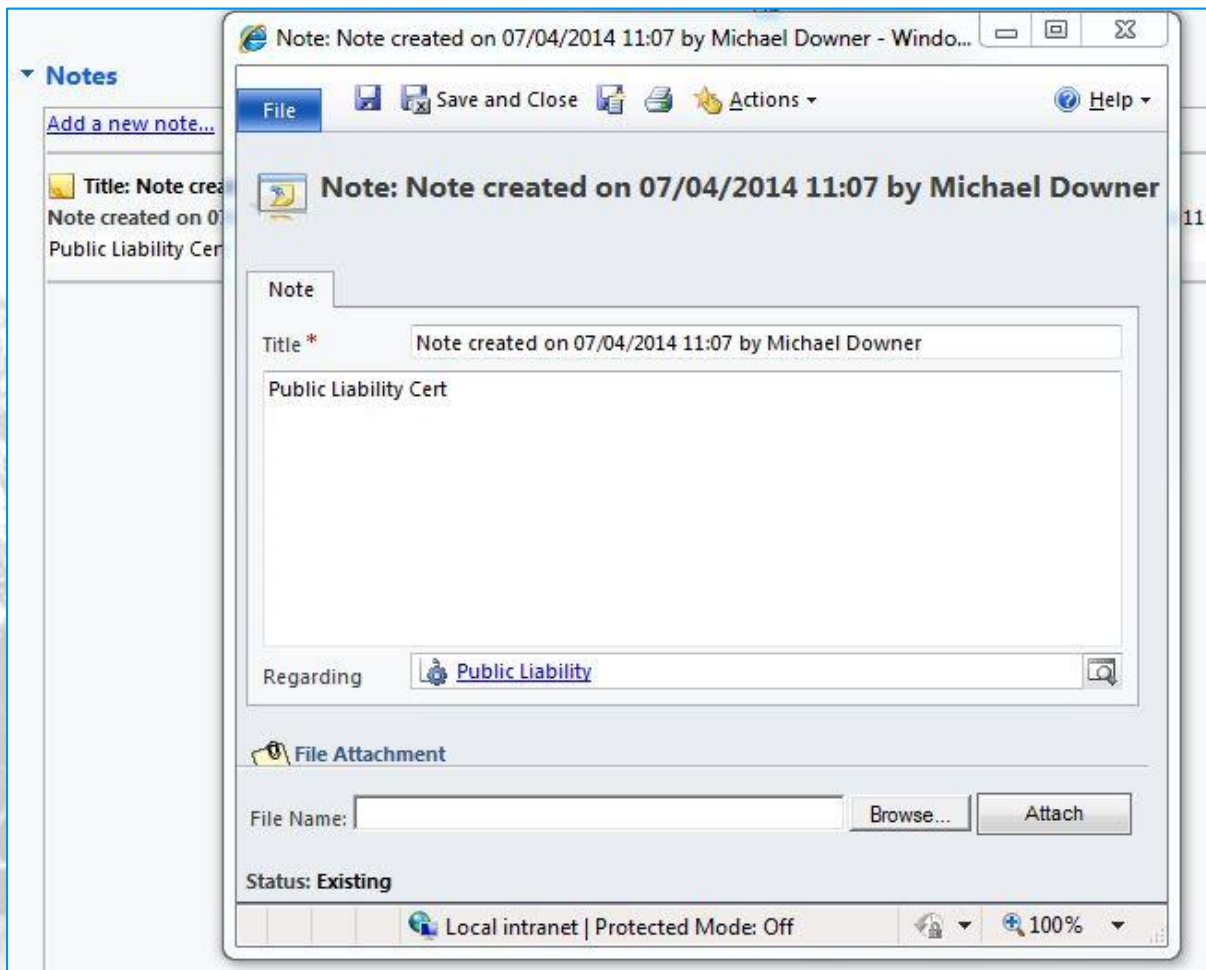 Note: Note created on 07/04/2014 11:07 by Michael Downer - Windo...
Notes
File
Save and Close
Actions
Help
Add a new note...
Title: Note crea
Note: Note created on 07/04/2014 11:07 by Michael Downer
Note created on 07
11
Public Liability Cer
Note
Title *
Note created on 07/04/2014 11:07 by Michael Downer
Public Liability Cert
Regarding
Public Liability
File Attachment
File Name:
Browse...
Attach
Status: Existing
Local intranet | Protected Mode: Off
100%